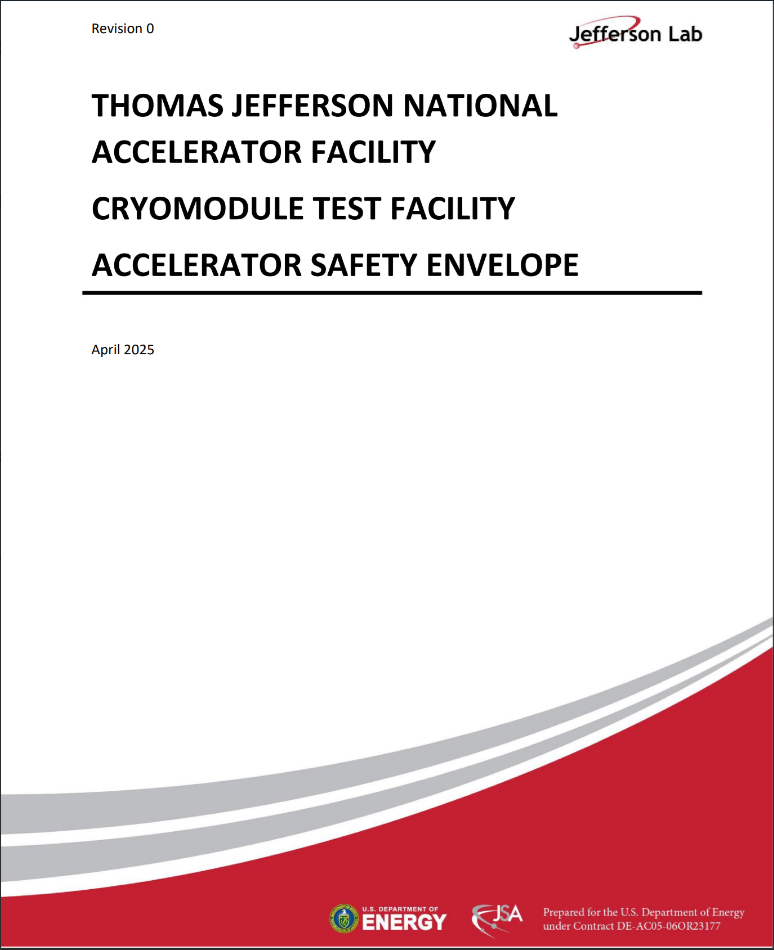 Revision 0
Jefferson Lab
THOMAS JEFFERSON NATIONAL
ACCELERATOR FACILITY
CRYOMODULE TEST FACILITY
ACCELERATOR SAFETY ENVELOPE
April 2025
U.S. DEPARTMENT OF
ENERGY
JSA
Prepared for the U.S. Department of Energy
under Contract DE-AC05-06OR23177